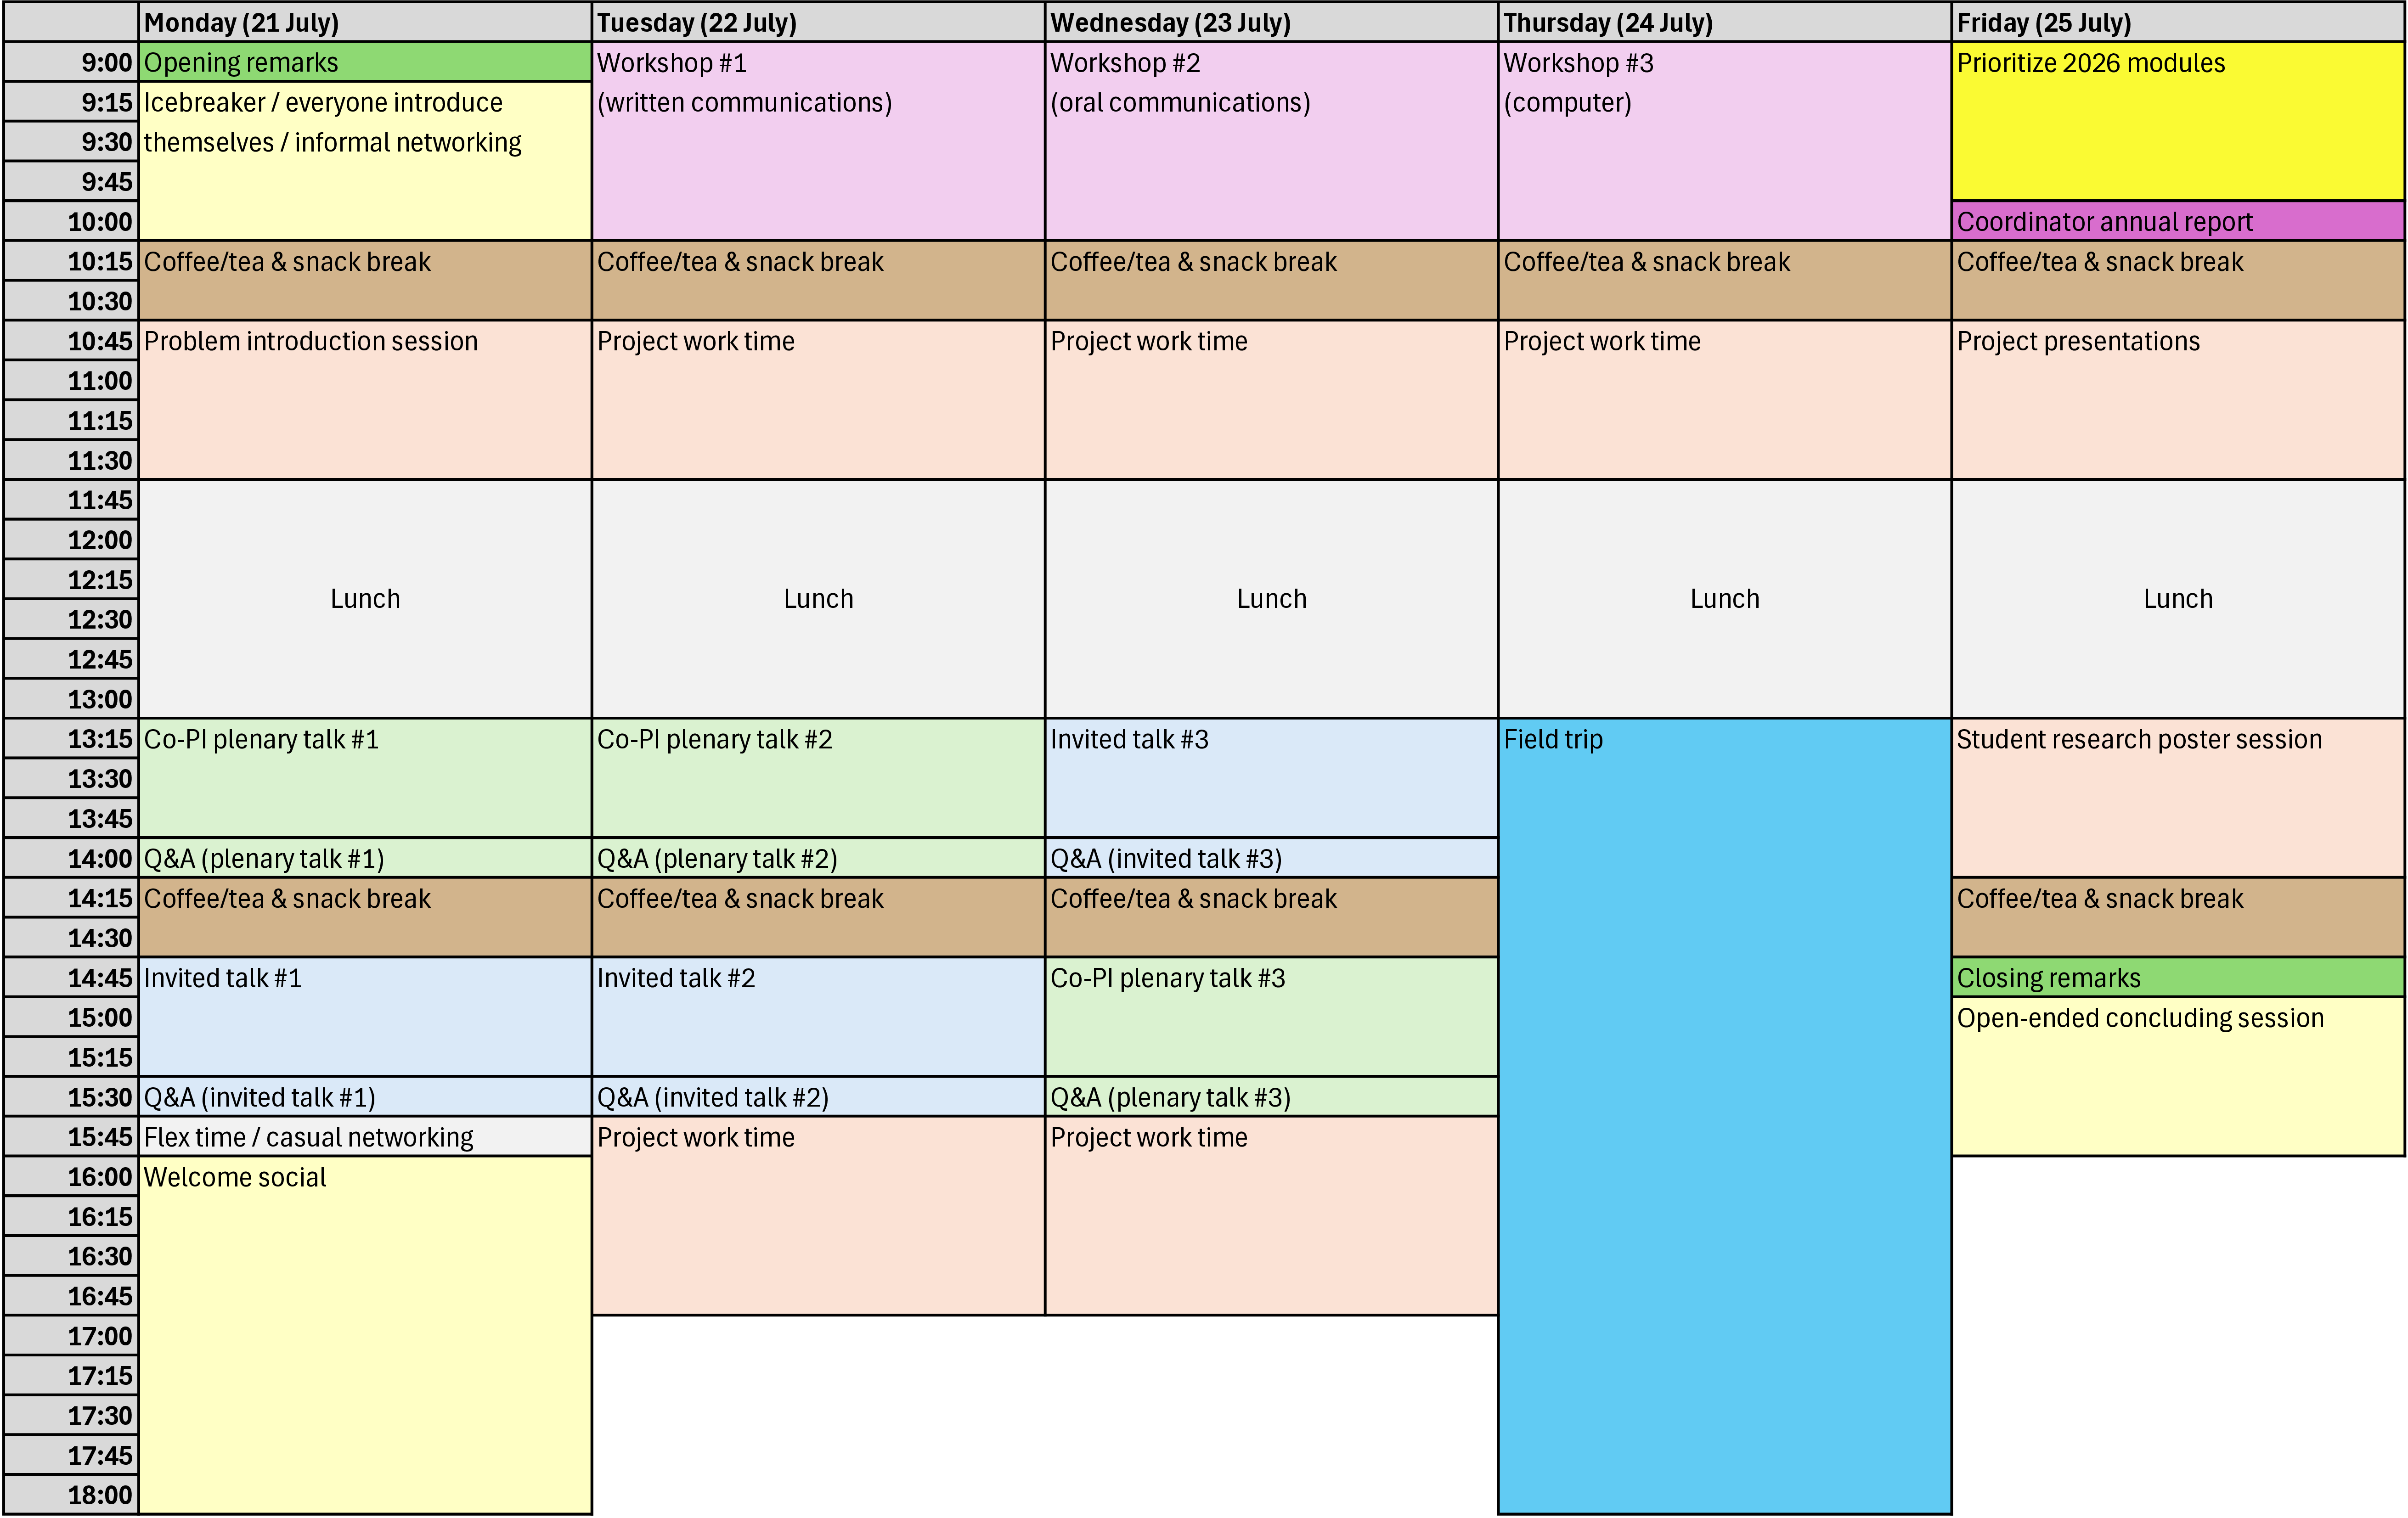 Monday (21 July) Tuesday (22 July) Wednesday (23 July) Thursday (24 July) Friday (25 July)
9:00 Opening remarks Workshop #1 Workshop #2 Workshop #3 Prioritize 2026 modules
9:15 Icebreaker / everyone introduce (written communications) (oral communications) (computer)
9:30 themselves / informal networking
9:45
10:00 Coordinator annual report
10:15 Coffee/tea & snack break Coffee/tea & snack break Coffee/tea & snack break Coffee/tea & snack break Coffee/tea & snack break
10:30
10:45 Problem introduction session Project work time Project work time Project work time Project presentations
11:00
11:15
11:30
11:45
12:00
12:15
Lunch Lunch Lunch Lunch Lunch
12:30
12:45
13:00
13:15 Co-PI plenary talk #1 Co-PI plenary talk #2 Invited talk #3 Field trip Student research poster session
13:30
13:45
14:00 Q&A (plenary talk #1) Q&A (plenary talk #2) Q&A (invited talk #3)
14:15 Coffee/tea & snack break Coffee/tea & snack break Coffee/tea & snack break Coffee/tea & snack break
14:30
14:45 Invited talk #1 Invited talk #2 Co-PI plenary talk #3 Closing remarks
15:00 Open-ended concluding session
15:15
15:30 Q&A (invited talk #1) Q&A (invited talk #2) Q&A (plenary talk #3)
15:45 Flex time / casual networking Project work time Project work time
16:00 Welcome social
16:15
16:30
16:45
17:00
17:15
17:30
17:45
18:00